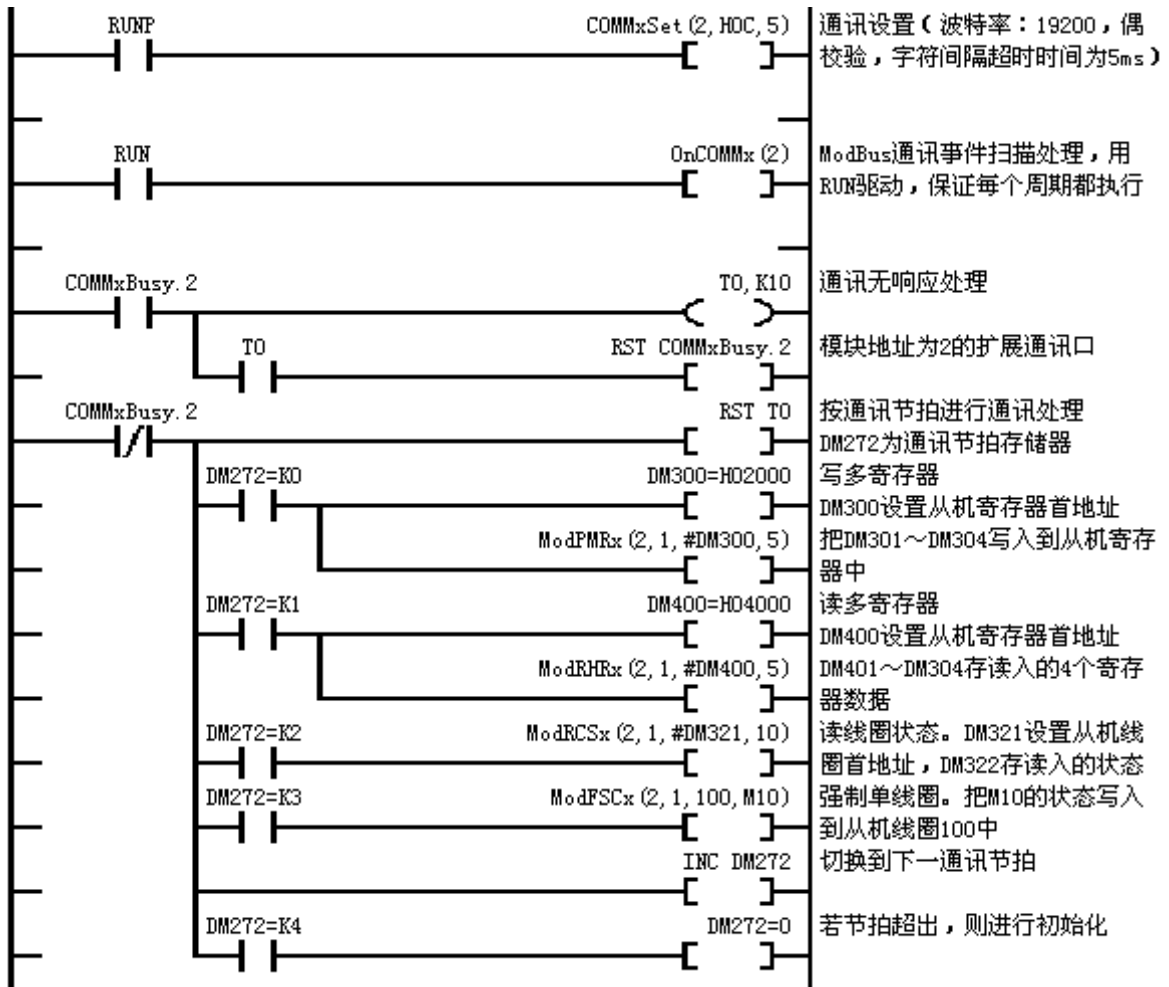 RUNP
COMMxSet(2,H0C,5)
通讯设置(波特率：19200，偶
校验，字符间隔超时时间为5ms)
RUN
OnCOMMx(2)
ModBus通讯事件扫描处理，用
RUN驱动，保证每个周期都执行
COMMxBusy.2
T0,K10
通讯无响应处理
T0
RST COMMxBusy.2
模块地址为2的扩展通讯口
COMMxBusy.2
RST T0
按通讯节拍进行通讯处理
DM272为通讯节拍存储器
DM272=K0
DM300=H02000
写多寄存器
DM300设置从机寄存器首地址
ModPMRx(2,1,#DM300,5)
把DM301～DM304写入到从机寄存
器中
DM272=K1
DM400=H04000
读多寄存器
DM400设置从机寄存器首地址
ModRHRx(2,1,#DM400,5)
DM401～DM304存读入的4个寄存
器数据
DM272=K2
ModRCSx(2,1,#DM321,10)
读线圈状态。DM321设置从机线
圈首地址，DM322存读入的状态
DM272=K3
ModFSCx(2,1,100,M10)
强制单线圈。把M10的状态写入
到从机线圈100中
INC DM272
切换到下一通讯节拍
DM272=K4
DM272=0
若节拍超出，则进行初始化